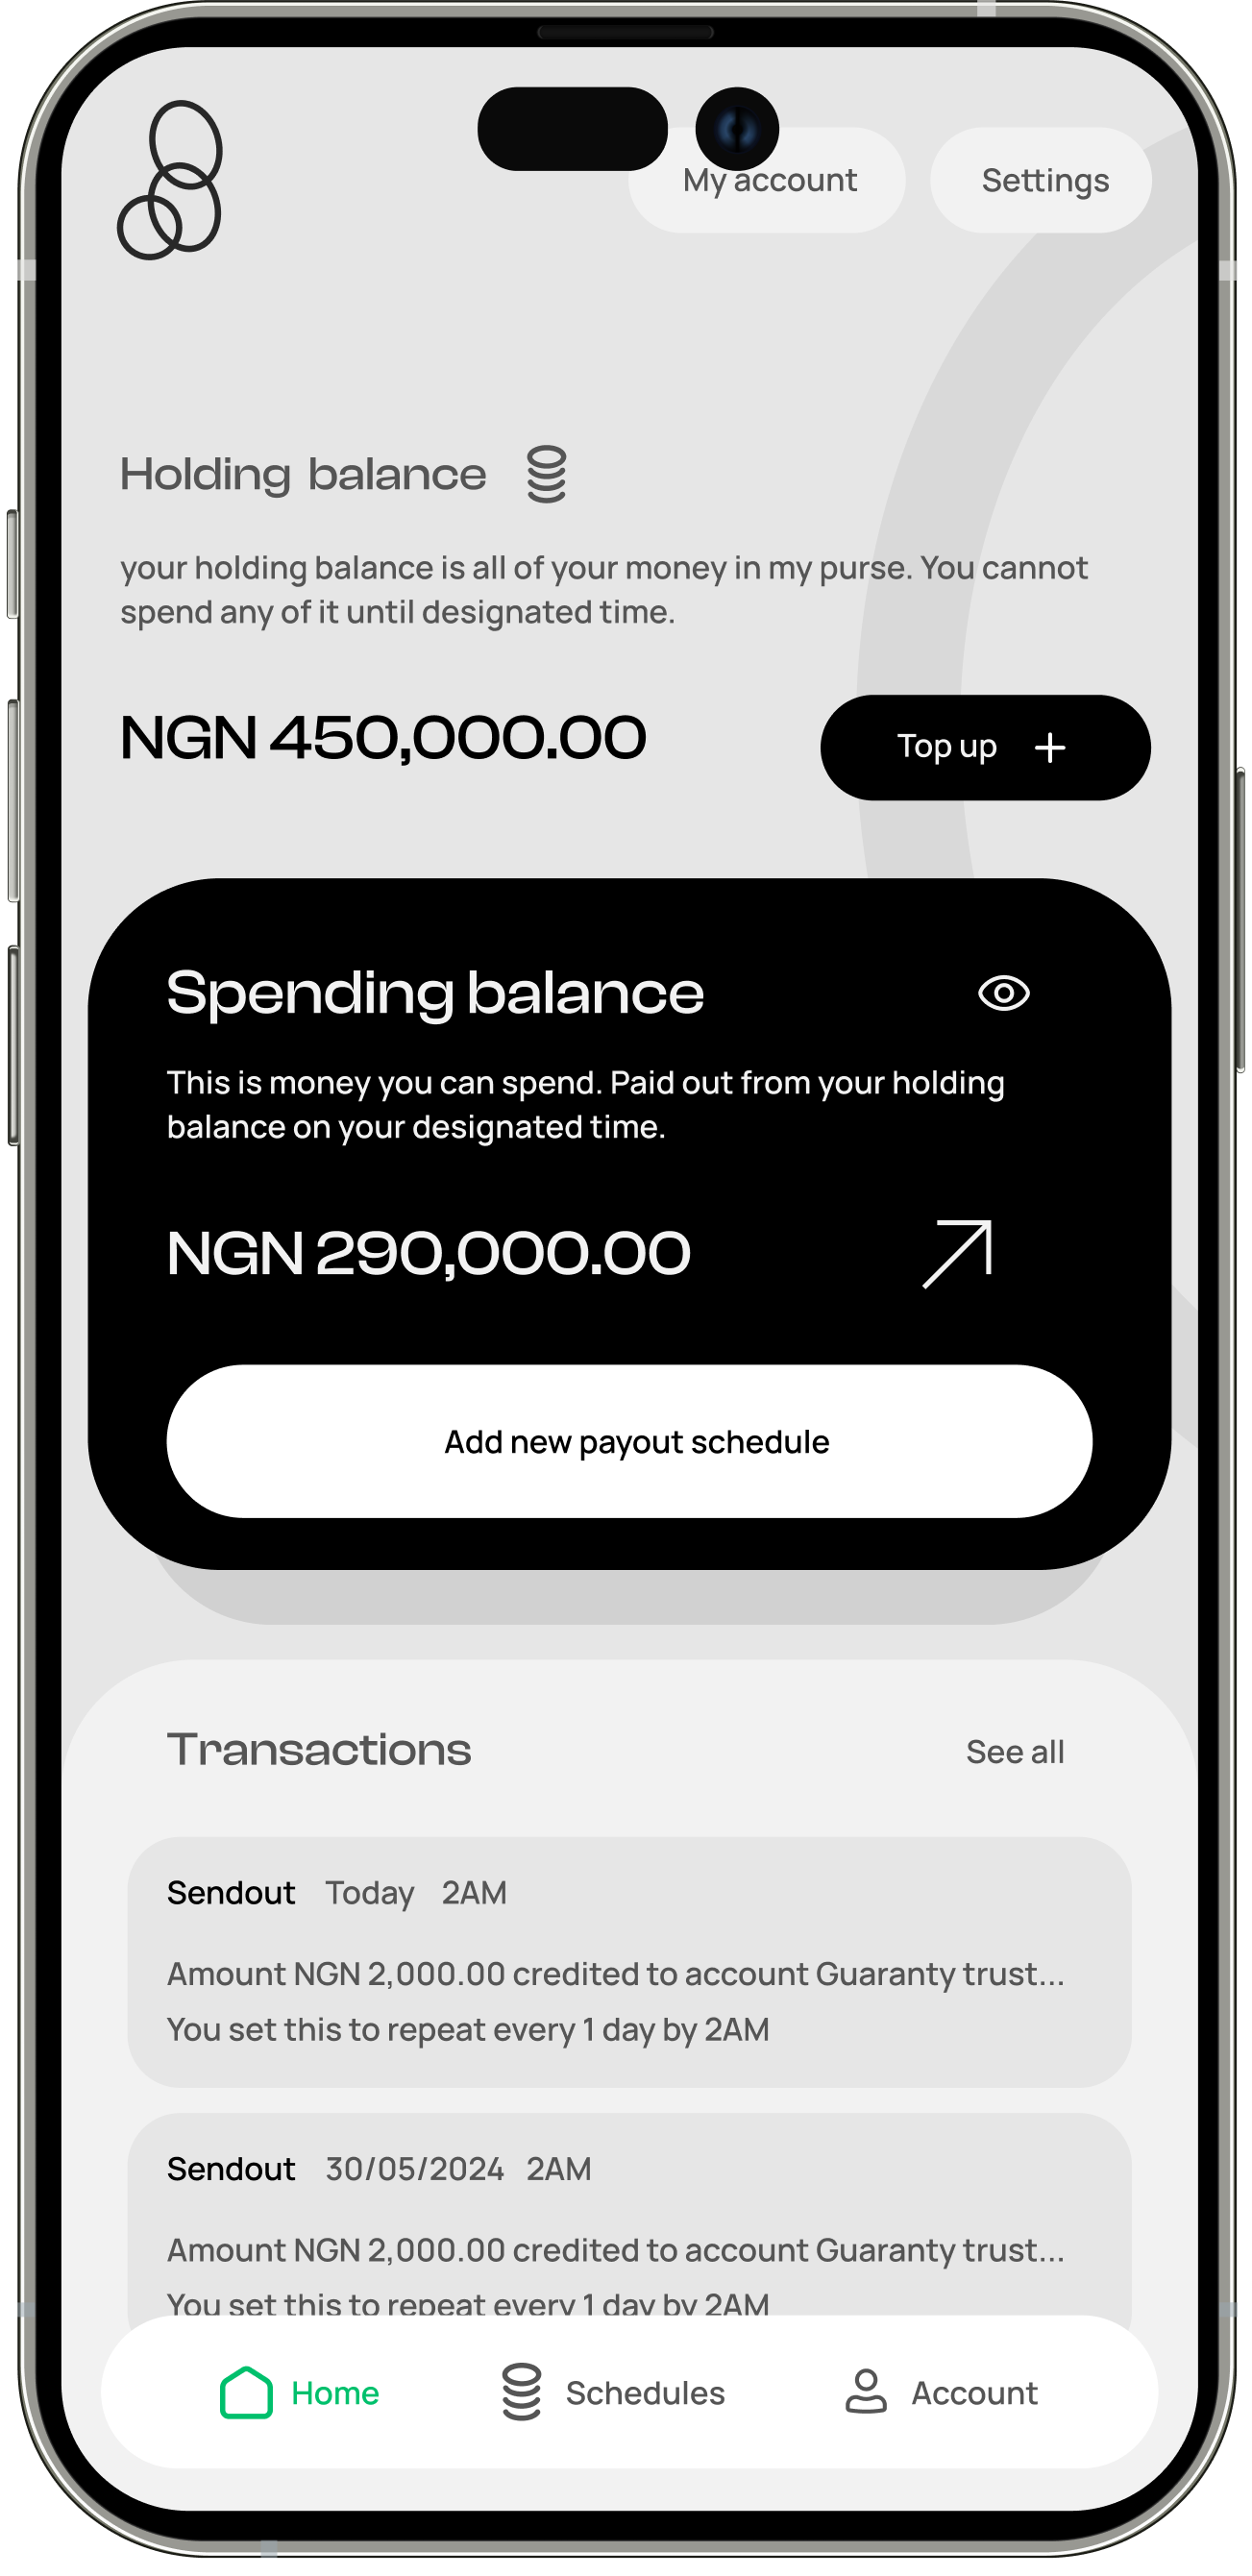 My account
Settings
Holding balance
your holding balance is all of your money in my purse. You cannot
spend any of it until designated time.
NGN 450,000.00
Top up
Spending balance
This is money you can spend. Paid out from your holding
balance on your designated time.
NGN 290,000.00
Add new payout schedule
Transactions
See all
Sendout Today 2AM
Amount NGN 2,000.00 credited to account Guaranty trust...
You set this to repeat every 1 day by 2AM
Sendout 30/05/2024 2AM
Amount NGN 2,000.00 credited to account Guaranty trust...
You set this to repeat every 1 day by 2AM
Home
Schedules
Account